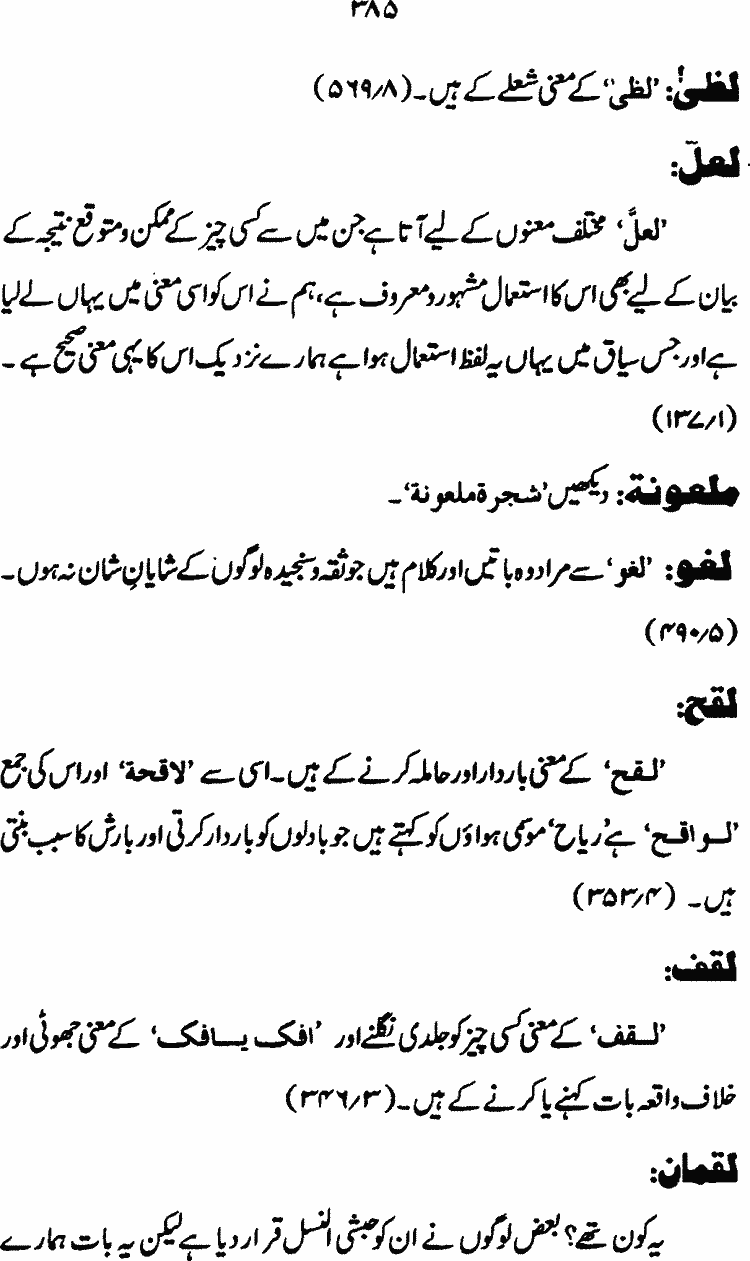 ۳۸۵
لظیٰ: ’لظی‘ کے معنی شعلے کے ہیں۔ (۵۶۹/۸)
لعلّ:
’لعلَّ‘ مختلف معنوں کے لیے آتا ہے جن میں سے کسی چیز کے ممکن و متوقع نتیجہ کے
بیان کے لیے بھی اس کا استعمال مشہور و معروف ہے، ہم نے اس کو اسی معنی میں یہاں لے لیا
ہے اور جس سیاق میں یہاں یہ لفظ استعمال ہوا ہے ہمارے نزدیک اس کا یہی معنی صحیح ہے۔
(۱۳۷/۱)
ملعونة: دیکھیں ’شجرة ملعونة‘۔
لغو: ’لغو‘ سے مراد وہ باتیں اور کلام ہیں جو ثقہ و سنجیدہ لوگوں کے شایانِ شان نہ ہوں۔
(۴۹۰/۵)
لقح:
’لقح‘ کے معنی باردار اور حاملہ کرنے کے ہیں۔ اسی سے ’لاقحة‘ اور اس کی جمع
’لواقح‘ ہے ’ریاح‘ موسمی ہواؤں کو کہتے ہیں جو بادلوں کو باردار کرتی اور بارش کا سبب بنتی
ہیں۔ (۳۵۳/۴)
لقف:
’لقف‘ کے معنی کسی چیز کو جلدی نگلنے اور ’افک یافک‘ کے معنی جھوٹی اور
خلاف واقعہ بات کہنے یا کرنے کے ہیں۔ (۳۴۶/۳)
لقمان:
یہ کون تھے؟ بعض لوگوں نے ان کو حبشی النسل قرار دیا ہے لیکن یہ بات ہمارے